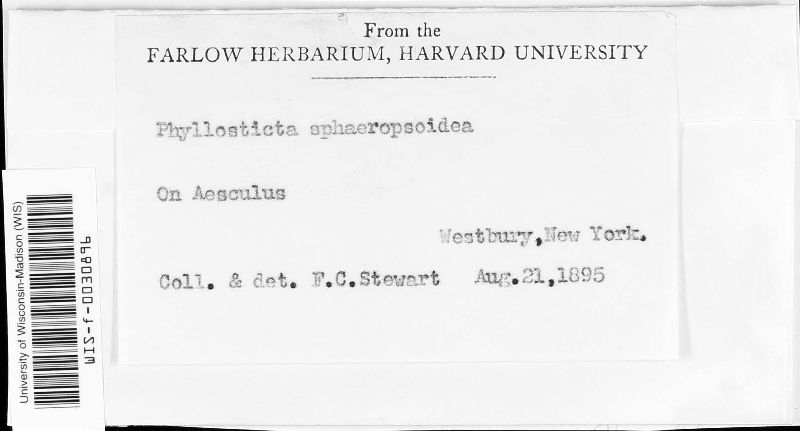 From the
FARLOW HERBARIUM, HARVARD UNIVERSITY
Phyllosticta sphaeropsoidea
On Aesculus
Westbury,New York.
Coll. & det. F.C.Stewart Aug.21,1895
University of Wisconsin-Madison (WIS)
WIS-f-0030896